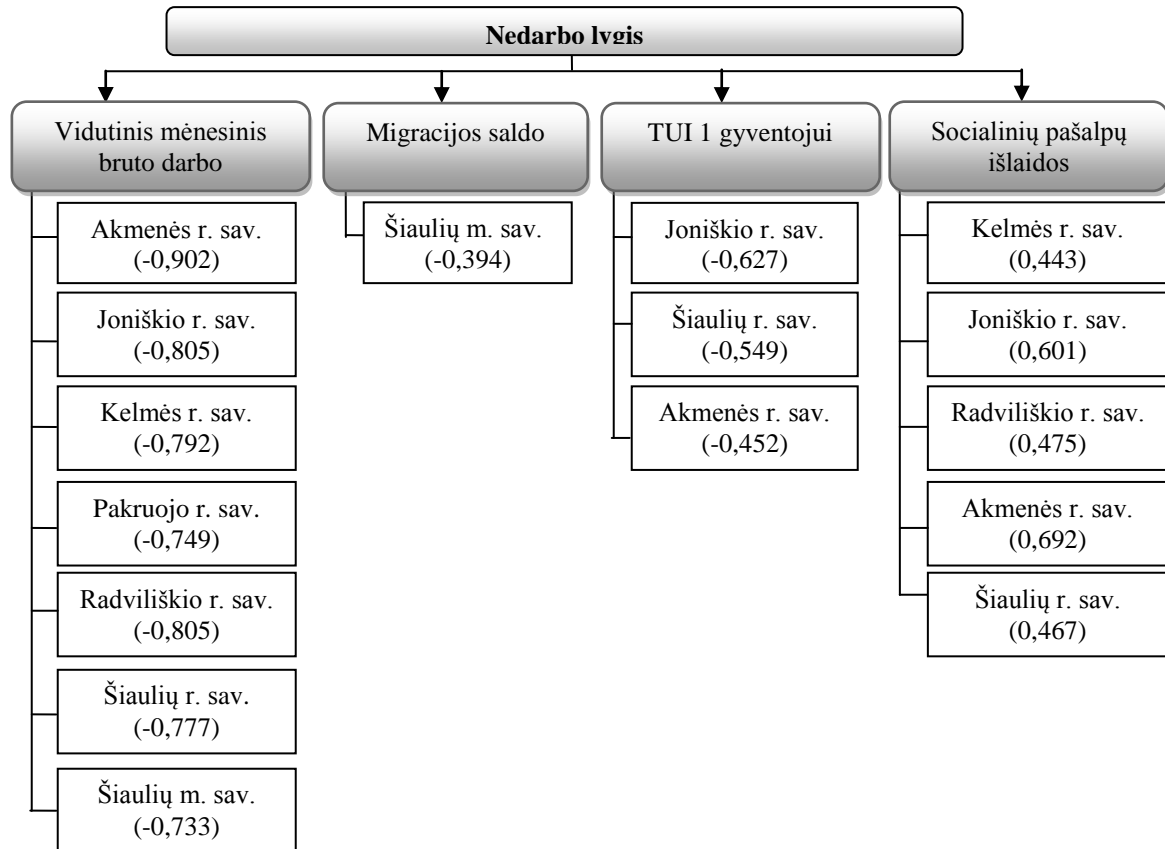 Nedarbo lygis
Vidutinis mėnesinis
bruto darbo
Akmenės r. sav.
(-0,902)
Joniškio r. sav.
(-0,805)
Kelmės r. sav.
(-0,792)
Pakruojo r. sav.
(-0,749)
Radviliškio r. sav.
(-0,805)
Šiaulių r. sav.
(-0,777)
Šiaulių m. sav.
(-0,733)
Migracijos saldo
Šiaulių m. sav.
(-0,394)
TUI 1 gyventojui
Joniškio r. sav.
(-0,627)
Šiaulių r. sav.
(-0,549)
Akmenės r. sav.
(-0,452)
Socialinių pašalpų
išlaidos
Kelmės r. sav.
(0,443)
Joniškio r. sav.
(0,601)
Radviliškio r. sav.
(0,475)
Akmenės r. sav.
(0,692)
Šiaulių r. sav.
(0,467)